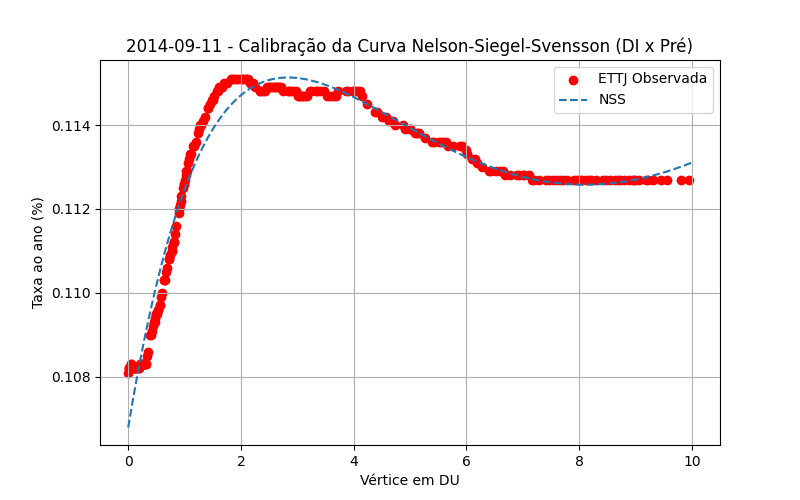 2014-09-11 - Calibração da Curva Nelson-Siegel-Svensson (DI x Pré)
ETTJ Observada
NSS
Taxa ao ano (%)
0.114
0.112
0.110
0.108
0 2 4 6 8 10
Vértice em DU